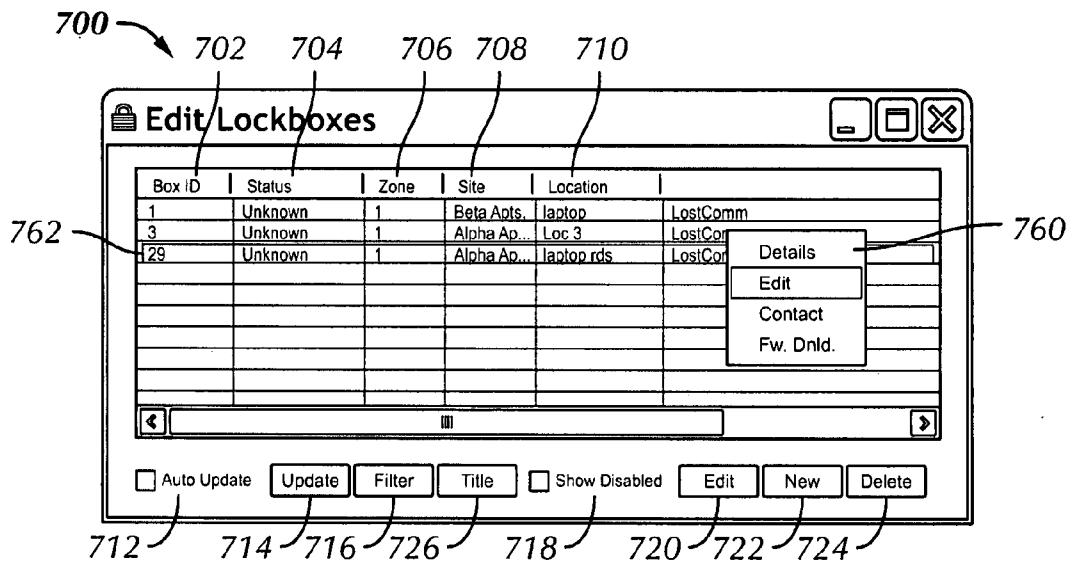 700
702 704 706 708 710
Edit Lockboxes
Box ID Status Zone Site Location
1 Unknown 1 Beta Apts. laptop LostComm
3 Unknown 1 Alpha Ap... Loc 3
762 760
29 Unknown 1 Alpha Ap... laptop rds
Details
Edit
Contact
Fw. Dnld.
Auto Update Update Filter Title Show Disabled Edit New Delete
712 714 716 726 718 720 722 724